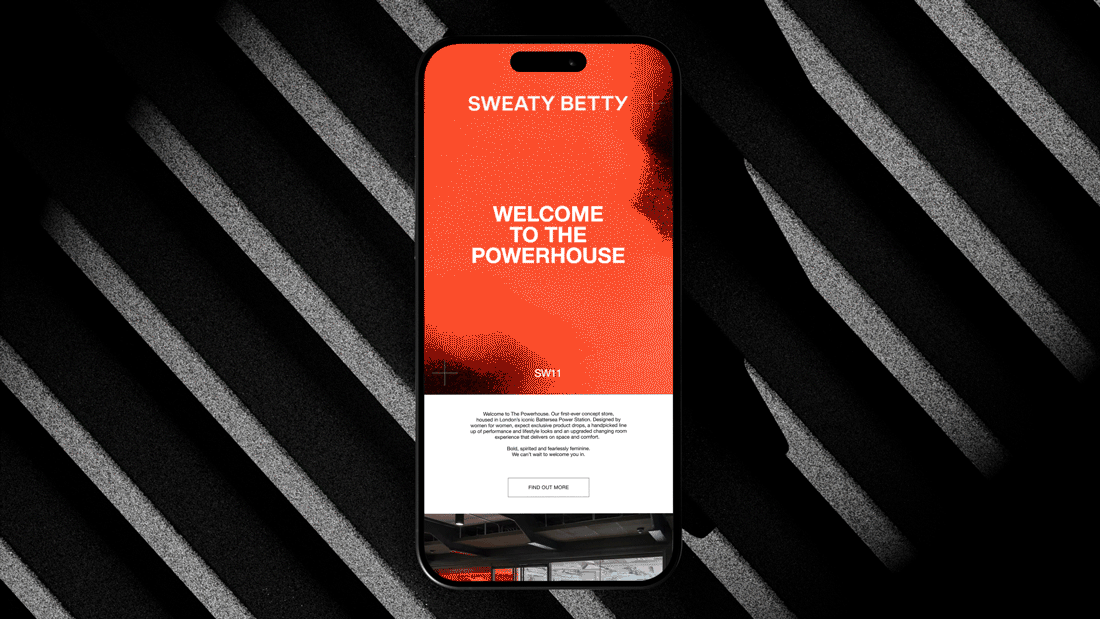 SWEATY BETTY
WELCOME
TO THE
POWERHOUSE
SW11
Welcome to The Powerhouse. Our first-ever concept store,
housed in London's iconic Battersea Power Station. Designed by
women for women, expect exclusive product drops, a handpicked line
up of performance and lifestyle looks and an upgraded changing room
experience that delivers on space and comfort.
Bold, spirited and fearlessly feminine.
We can't wait to welcome you in.
FIND OUT MORE